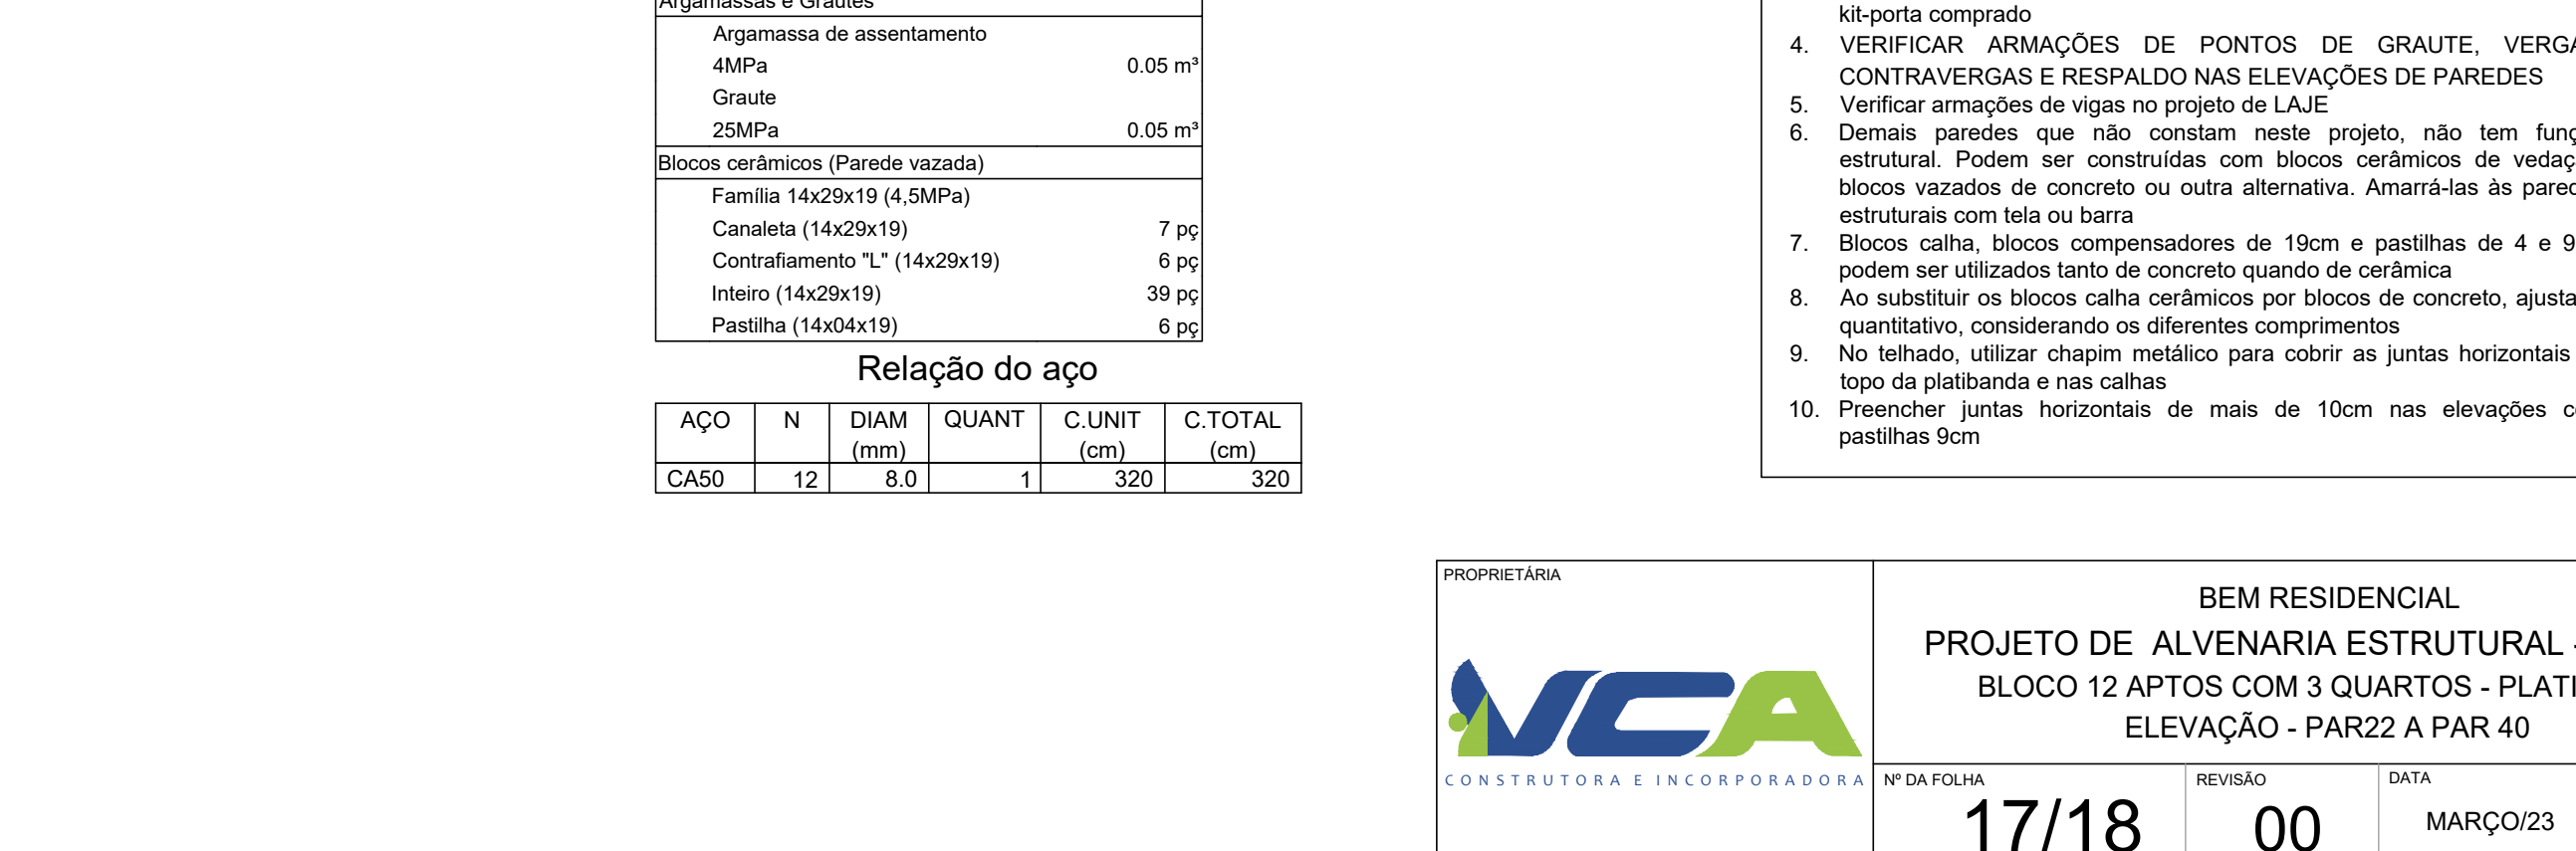 Argamassas e Grautes
Argamassa de assentamento
4MPa 0.05 m³
Graute
25MPa 0.05 m³
Blocos cerâmicos (Parede vazada)
Família 14x29x19 (4,5MPa)
Canaleta (14x29x19) 7 pç
Contrafiamento "L" (14x29x19) 6 pç
Inteiro (14x29x19) 39 pç
Pastilha (14x04x19) 6 pç
Relação do aço
AÇO N DIAM QUANT C.UNIT C.TOTAL
(mm) (cm) (cm)
CA50 12 8.0 1 320 320
kit-porta comprado
4. VERIFICAR ARMAÇÕES DE PONTOS DE GRAUTE, VERGA
CONTRAVERGAS E RESPALDO NAS ELEVAÇÕES DE PAREDES
5. Verificar armações de vigas no projeto de LAJE
6. Demais paredes que não constam neste projeto, não tem funç
estrutural. Podem ser construídas com blocos cerâmicos de vedaç
blocos vazados de concreto ou outra alternativa. Amarrá-las às pared
estruturais com tela ou barra
7. Blocos calha, blocos compensadores de 19cm e pastilhas de 4 e 9
podem ser utilizados tanto de concreto quando de cerâmica
8. Ao substituir os blocos calha cerâmicos por blocos de concreto, ajusta
quantitativo, considerando os diferentes comprimentos
9. No telhado, utilizar chapim metálico para cobrir as juntas horizontais
topo da platibanda e nas calhas
10. Preencher juntas horizontais de mais de 10cm nas elevações c
pastilhas 9cm
PROPRIETÁRIA
VCA
CONSTRUTORA E INCORPORADORA
BEM RESIDENCIAL
PROJETO DE ALVENARIA ESTRUTURAL -
BLOCO 12 APTOS COM 3 QUARTOS - PLATI
ELEVAÇÃO - PAR22 A PAR 40
Nº DA FOLHA REVISÃO DATA
17/18 00 MARÇO/23